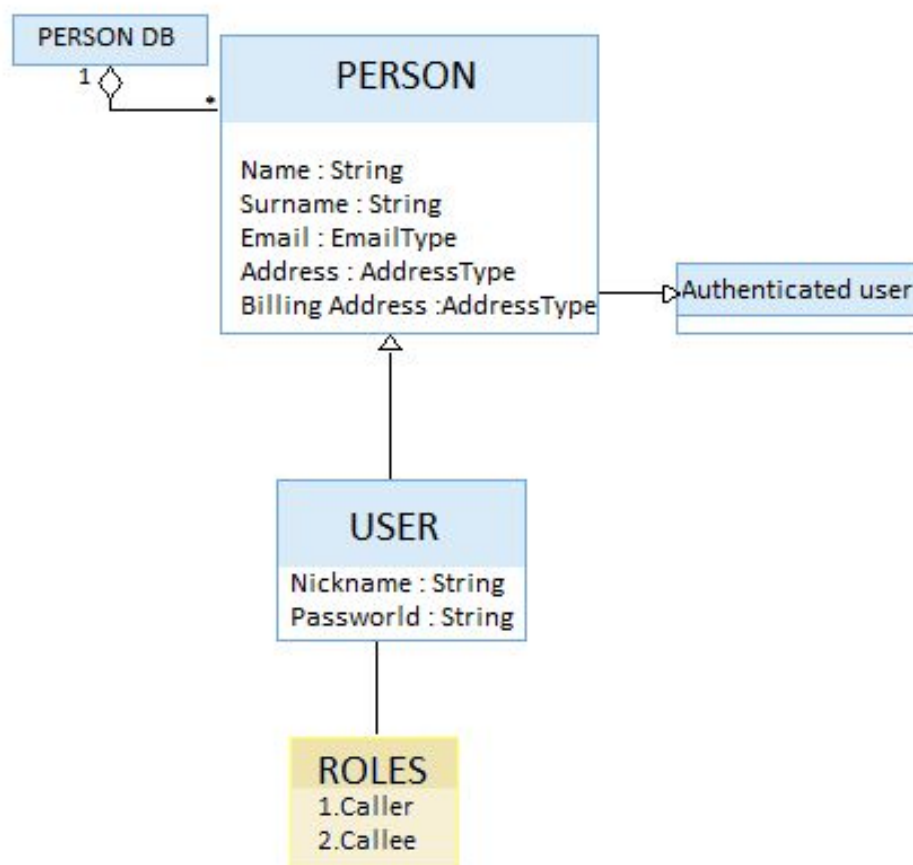 PERSON DB
1
*
PERSON
Name : String
Surname : String
Email : EmailType
Address : AddressType
Billing Address :AddressType
Authenticated user
USER
Nickname : String
Passworld : String
ROLES
1.Caller
2.Callee